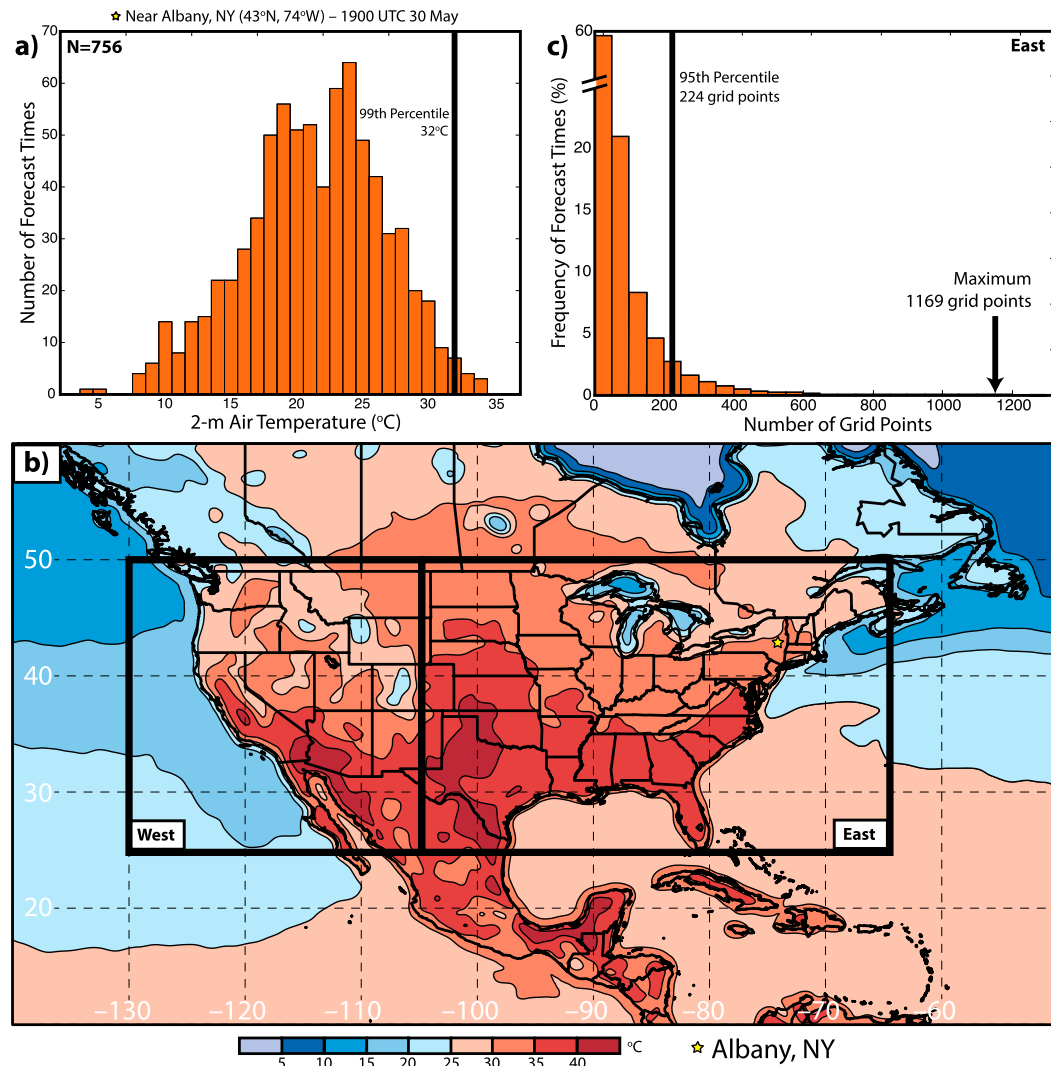 ☆ Near Albany, NY (43°N, 74°W) – 1900 UTC 30 May
a)
N=756
99th Percentile
32°C
Number of Forecast Times
70
60
50
40
30
20
10
0
5 10 15 20 25 30 35
2-m Air Temperature (°C)
c)
East
95th Percentile
224 grid points
Maximum
1169 grid points
Frequency of Forecast Times (%)
60
20
15
10
5
0
0 200 400 600 800 1000 1200
Number of Grid Points
b)
50
40
30
20
West
East
−130 −120 −110 −100 −90 −80 −70 −60
5 10 15 20 25 30 35 40
°C
☆ Albany, NY